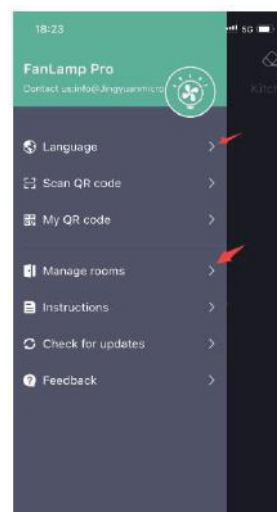 18:23
5G
FanLamp Pro
Contact us:info@Jingyuanmicro
Language
Scan QR code
My QR code
Manage rooms
Instructions
Check for updates
Feedback